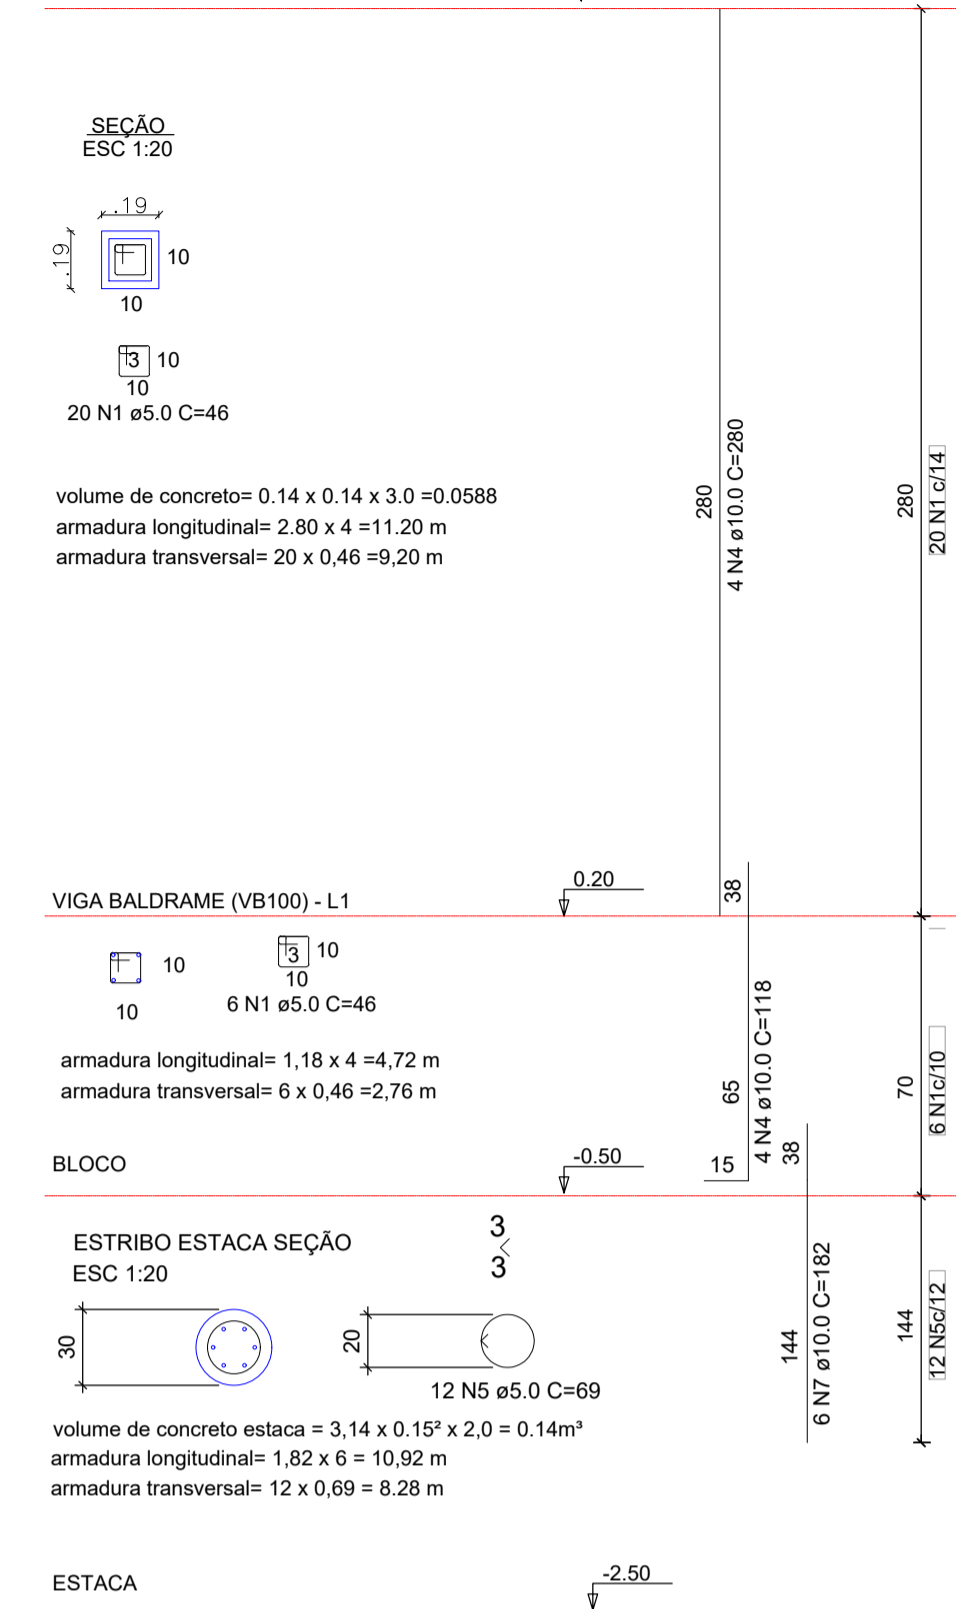 SEÇÃO
ESC 1:20
.19
.19
10
10
3
10
10
20 N1 ø5.0 C=46
volume de concreto= 0.14 x 0.14 x 3.0 =0.0588
armadura longitudinal= 2.80 x 4 =11.20 m
armadura transversal= 20 x 0,46 =9,20 m
280
4 N4 ø10.0 C=280
280
20 N1 c/14
VIGA BALDRAME (VB100) - L1
0.20
38
10
10
3
10
10
6 N1 ø5.0 C=46
armadura longitudinal= 1,18 x 4 =4,72 m
armadura transversal= 6 x 0,46 =2,76 m
65
4 N4 ø10.0 C=118
70
6 N1c/10
BLOCO
-0.50
15
38
ESTRIBO ESTACA SEÇÃO
ESC 1:20
3
3
30
20
12 N5 ø5.0 C=69
144
6 N7 ø10.0 C=182
144
12 N5c/12
volume de concreto estaca = 3,14 x 0.15² x 2,0 = 0.14m³
armadura longitudinal= 1,82 x 6 = 10,92 m
armadura transversal= 12 x 0,69 = 8.28 m
ESTACA
-2.50